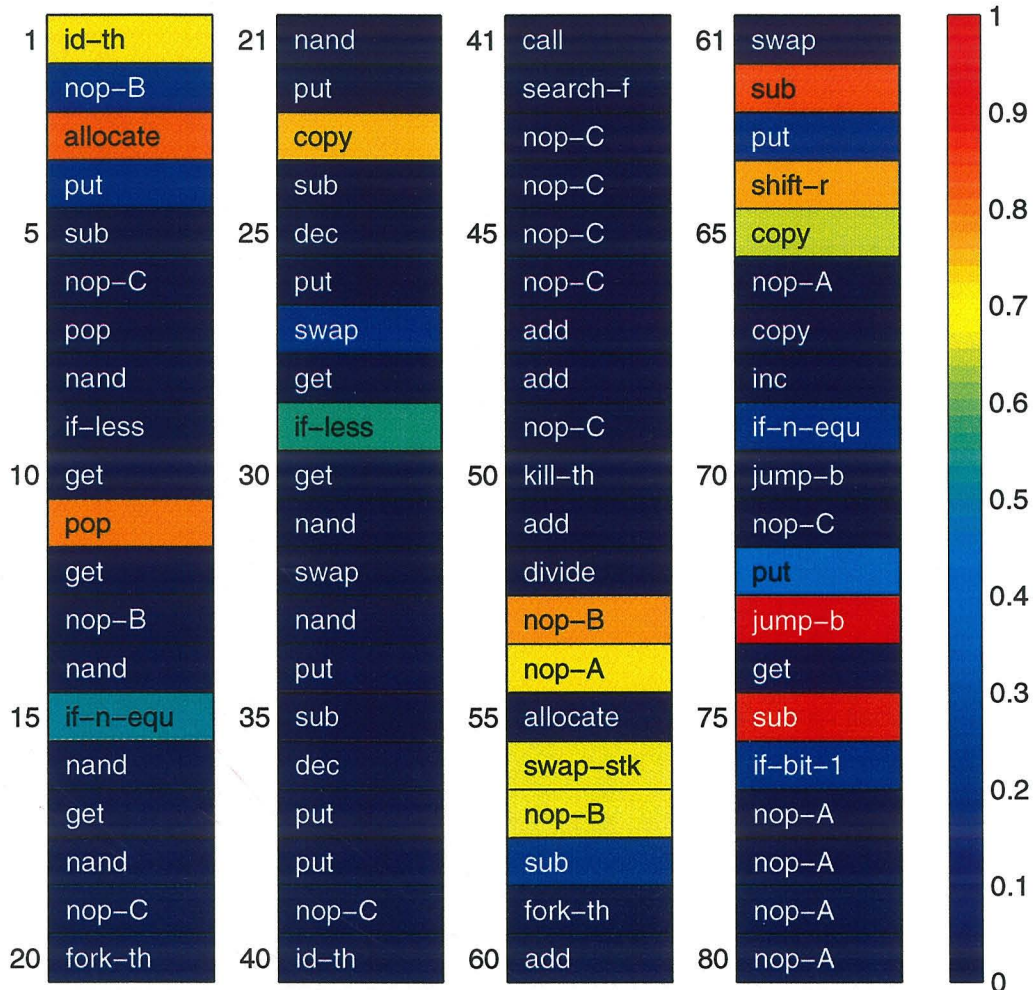 1 id–th
nop–B
allocate
put
5 sub
nop–C
pop
nand
if–less
10 get
pop
get
nop–B
nand
15 if–n–equ
nand
get
nand
nop–C
20 fork–th
21 nand
put
copy
sub
25 dec
put
swap
get
if–less
30 get
nand
swap
nand
put
35 sub
dec
put
put
nop–C
40 id–th
41 call
search–f
nop–C
nop–C
45 nop–C
nop–C
add
add
nop–C
50 kill–th
add
divide
nop–B
nop–A
55 allocate
swap–stk
nop–B
sub
fork–th
60 add
61 swap
sub
put
shift–r
65 copy
nop–A
copy
inc
if–n–equ
70 jump–b
nop–C
put
jump–b
get
75 sub
if–bit–1
nop–A
nop–A
nop–A
80 nop–A
1
0.9
0.8
0.7
0.6
0.5
0.4
0.3
0.2
0.1
0